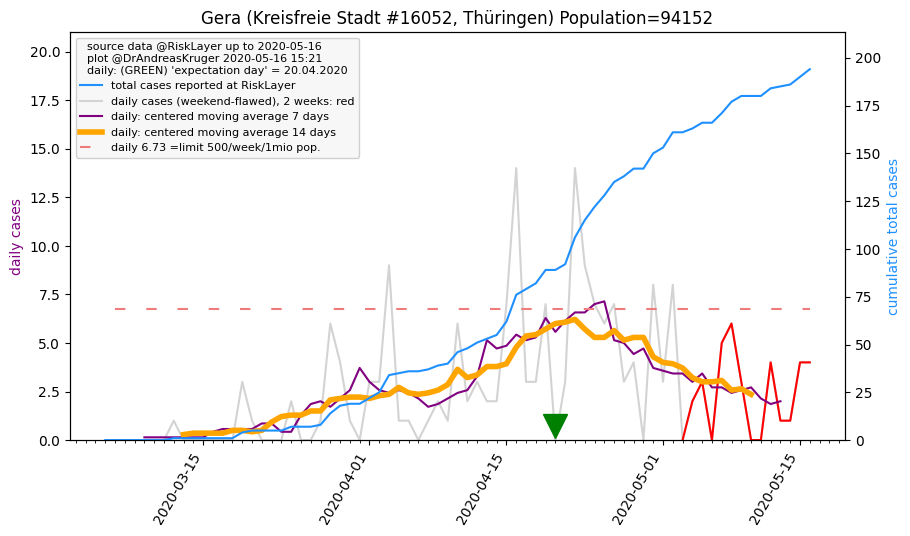 Gera (Kreisfreie Stadt #16052, Thüringen) Population=94152
source data @RiskLayer up to 2020-05-16
plot @DrAndreasKruger 2020-05-16 15:21
daily: (GREEN) 'expectation day' = 20.04.2020
total cases reported at RiskLayer
daily cases (weekend-flawed), 2 weeks: red
daily: centered moving average 7 days
daily: centered moving average 14 days
daily 6.73 =limit 500/week/1mio pop.
daily cases
20.0
17.5
15.0
12.5
10.0
7.5
5.0
2.5
0.0
200
175
150
125
100
75
50
25
0
cumulative total cases
2020-03-15
2020-04-01
2020-04-15
2020-05-01
2020-05-15